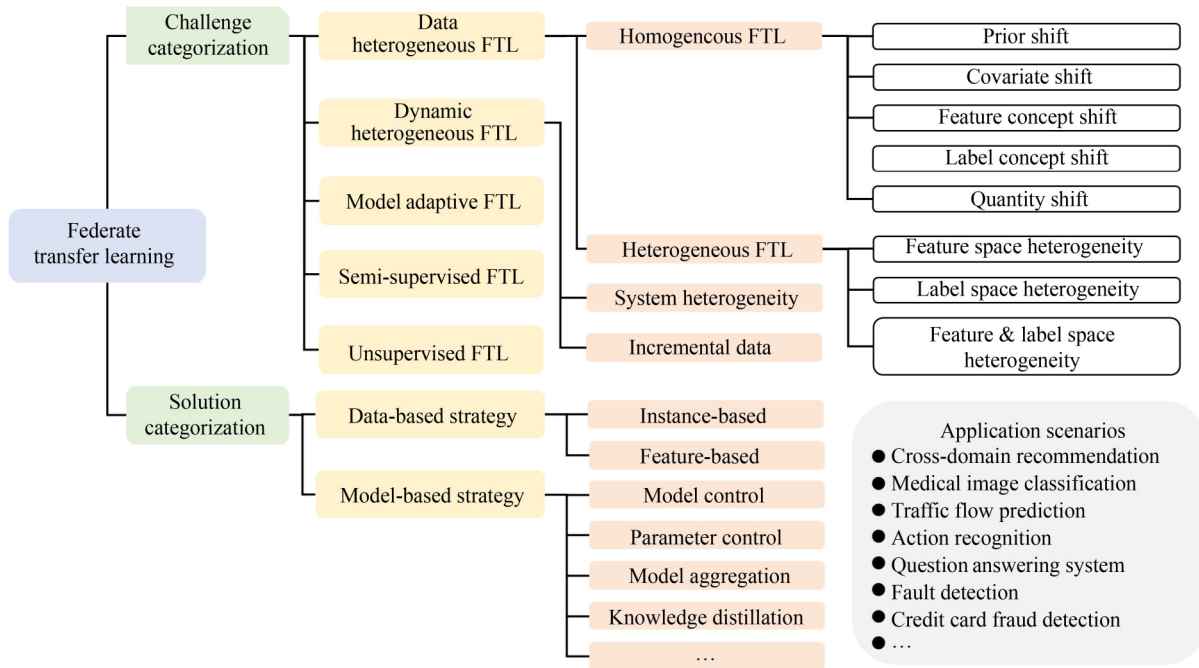 Federate
transfer learning
Challenge
categorization
Data
heterogeneous FTL
Homogencous FTL
Prior shift
Covariate shift
Feature concept shift
Label concept shift
Quantity shift
Heterogeneous FTL
Feature space heterogeneity
Label space heterogeneity
Feature & label space
heterogeneity
Dynamic
heterogeneous FTL
System heterogeneity
Incremental data
Model adaptive FTL
Semi-supervised FTL
Unsupervised FTL
Solution
categorization
Data-based strategy
Instance-based
Feature-based
Model-based strategy
Model control
Parameter control
Model aggregation
Knowledge distillation
…
Application scenarios
● Cross-domain recommendation
● Medical image classification
● Traffic flow prediction
● Action recognition
● Question answering system
● Fault detection
● Credit card fraud detection
● …